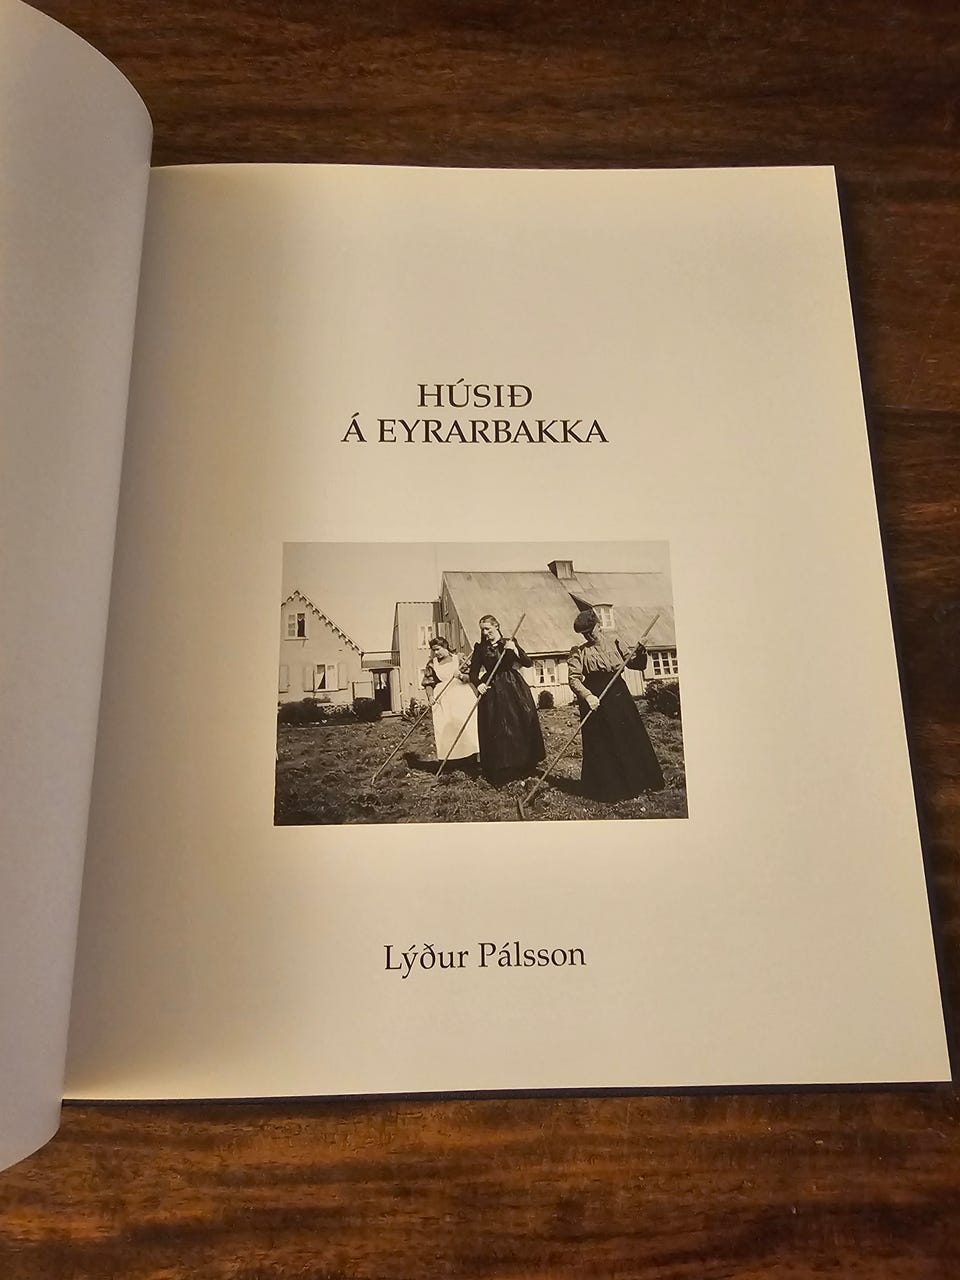 HÚSIÐ
Á EYRARBAKKA
Lýður Pálsson